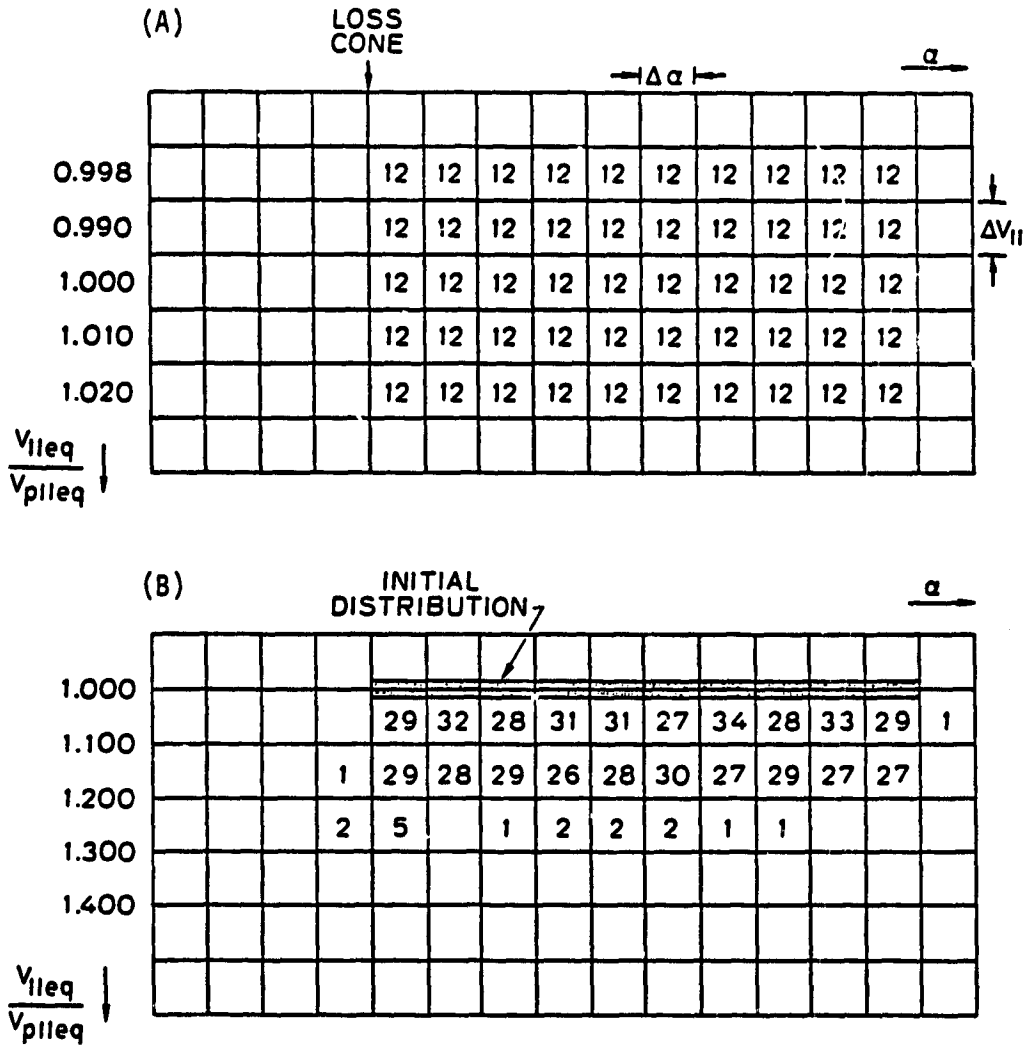 (A)
LOSS
CONE
Δα
α
0.998 12 12 12 12 12 12 12 12 12 12
0.990 12 12 12 12 12 12 12 12 12 12
ΔV||
1.000 12 12 12 12 12 12 12 12 12 12
1.010 12 12 12 12 12 12 12 12 12 12
1.020 12 12 12 12 12 12 12 12 12 12
V||eq
Vp||eq
(B)
INITIAL
DISTRIBUTION
α
1.000
29 32 28 31 31 27 34 28 33 29 1
1.100
1 29 28 29 26 28 30 27 29 27 27
1.200
2 5 1 2 2 2 1 1
1.300
1.400
V||eq
Vp||eq